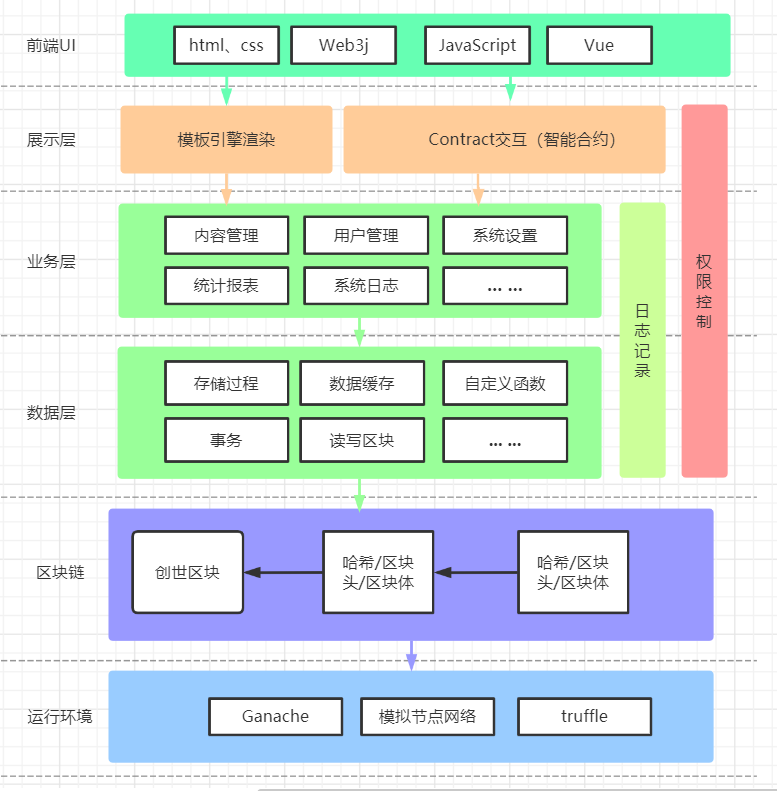 前端UI
html、css
Web3j
JavaScript
Vue
展示层
模板引擎渲染
Contract交互（智能合约）
权
限
控
制
业务层
内容管理
用户管理
系统设置
统计报表
系统日志
... ...
日
志
记
录
数据层
存储过程
数据缓存
自定义函数
事务
读写区块
... ...
区块链
创世区块
哈希/区块
头/区块体
哈希/区块
头/区块体
运行环境
Ganache
模拟节点网络
truffle